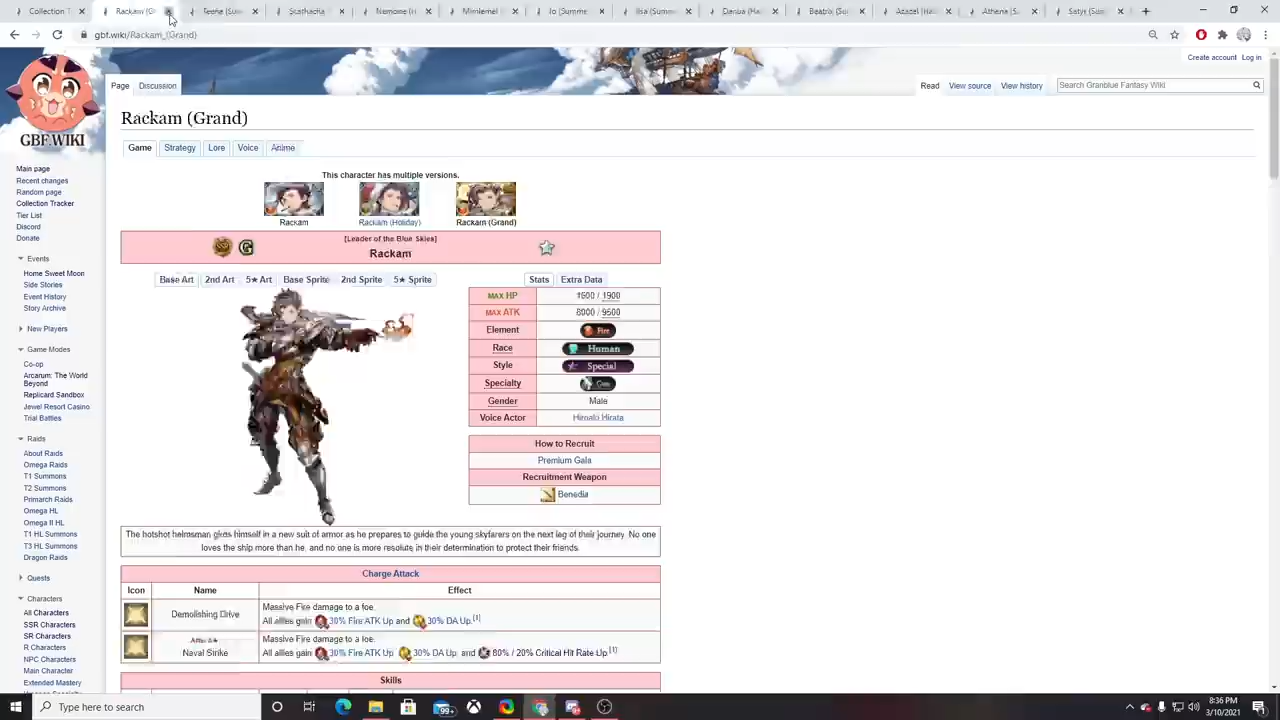 Collection
Rackam (G
Teena (Sum
Nehan (Su
Mimlemel
Io (Summe
Ilsa (Summ
Danua (Ha
Beatrix (Su
Azazel (Hal
Athena (S
Satyr (Sum
gbf.wiki/Rackam_(Grand)
Create account Log in
Page Discussion Read View source View history Search Granblue Fantasy Wiki
GBF.WIKI
Rackam (Grand)
Game Strategy Lore Voice Anime
This character has multiple versions.
Rackam Rackam (Holiday) Rackam (Grand)
[Leader of the Blue Skies]
Rackam
Base Art 2nd Art 5★ Art Base Sprite 2nd Sprite 5★ Sprite
Stats Extra Data
MAX HP 1600 / 1900
MAX ATK 8000 / 9500
Element Fire
Race Human
Style Special
Specialty Gun
Gender Male
Voice Actor Hiroaki Hirata
How to Recruit
Premium Gala
Recruitment Weapon
Benedia
The hotshot helmsman girds himself in a new suit of armor as he prepares to guide the young skyfarers on the next leg of their journey. No one
loves the ship more than he, and no one is more resolute in their determination to protect their friends.
Charge Attack
Icon Name Effect
Demolishing Drive
Massive Fire damage to a foe.
All allies gain 30% Fire ATK Up and 30% DA Up.[1]
After 5★
Naval Strike
Massive Fire damage to a foe.
All allies gain 30% Fire ATK Up 30% DA Up, and 80% / 20% Critical Hit Rate Up.[1]
Skills
Main page
Recent changes
Random page
Collection Tracker
Tier List
Discord
Donate
Events
Home Sweet Moon
Side Stories
Event History
Story Archive
New Players
Game Modes
Co-op
Arcarum: The World
Beyond
Replicard Sandbox
Jewel Resort Casino
Trial Battles
Raids
About Raids
Omega Raids
T1 Summons
T2 Summons
Primarch Raids
Omega HL
Omega II HL
T1 HL Summons
T3 HL Summons
Dragon Raids
Quests
Characters
All Characters
SSR Characters
SR Characters
R Characters
NPC Characters
Main Character
Extended Mastery
Type here to search
99+
8:36 PM
3/10/2021